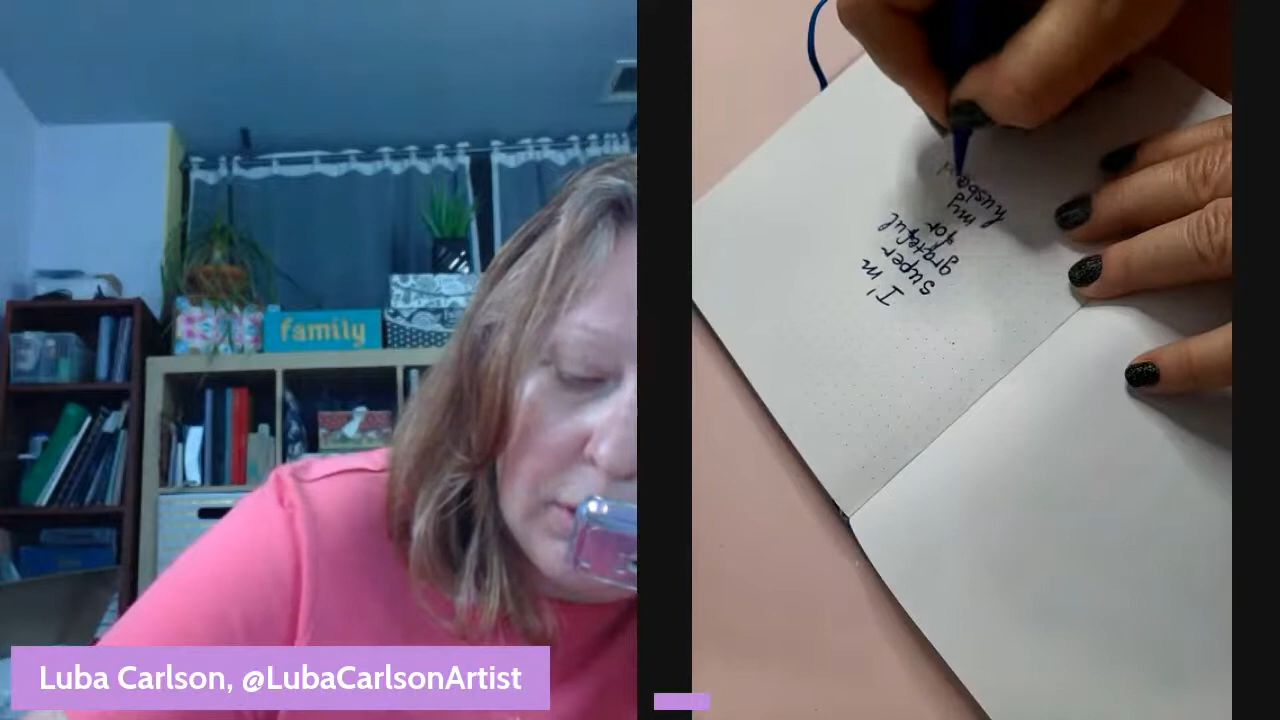 family
Luba Carlson, @LubaCarlsonArtist
I'm
super
grateful
for
my
husband